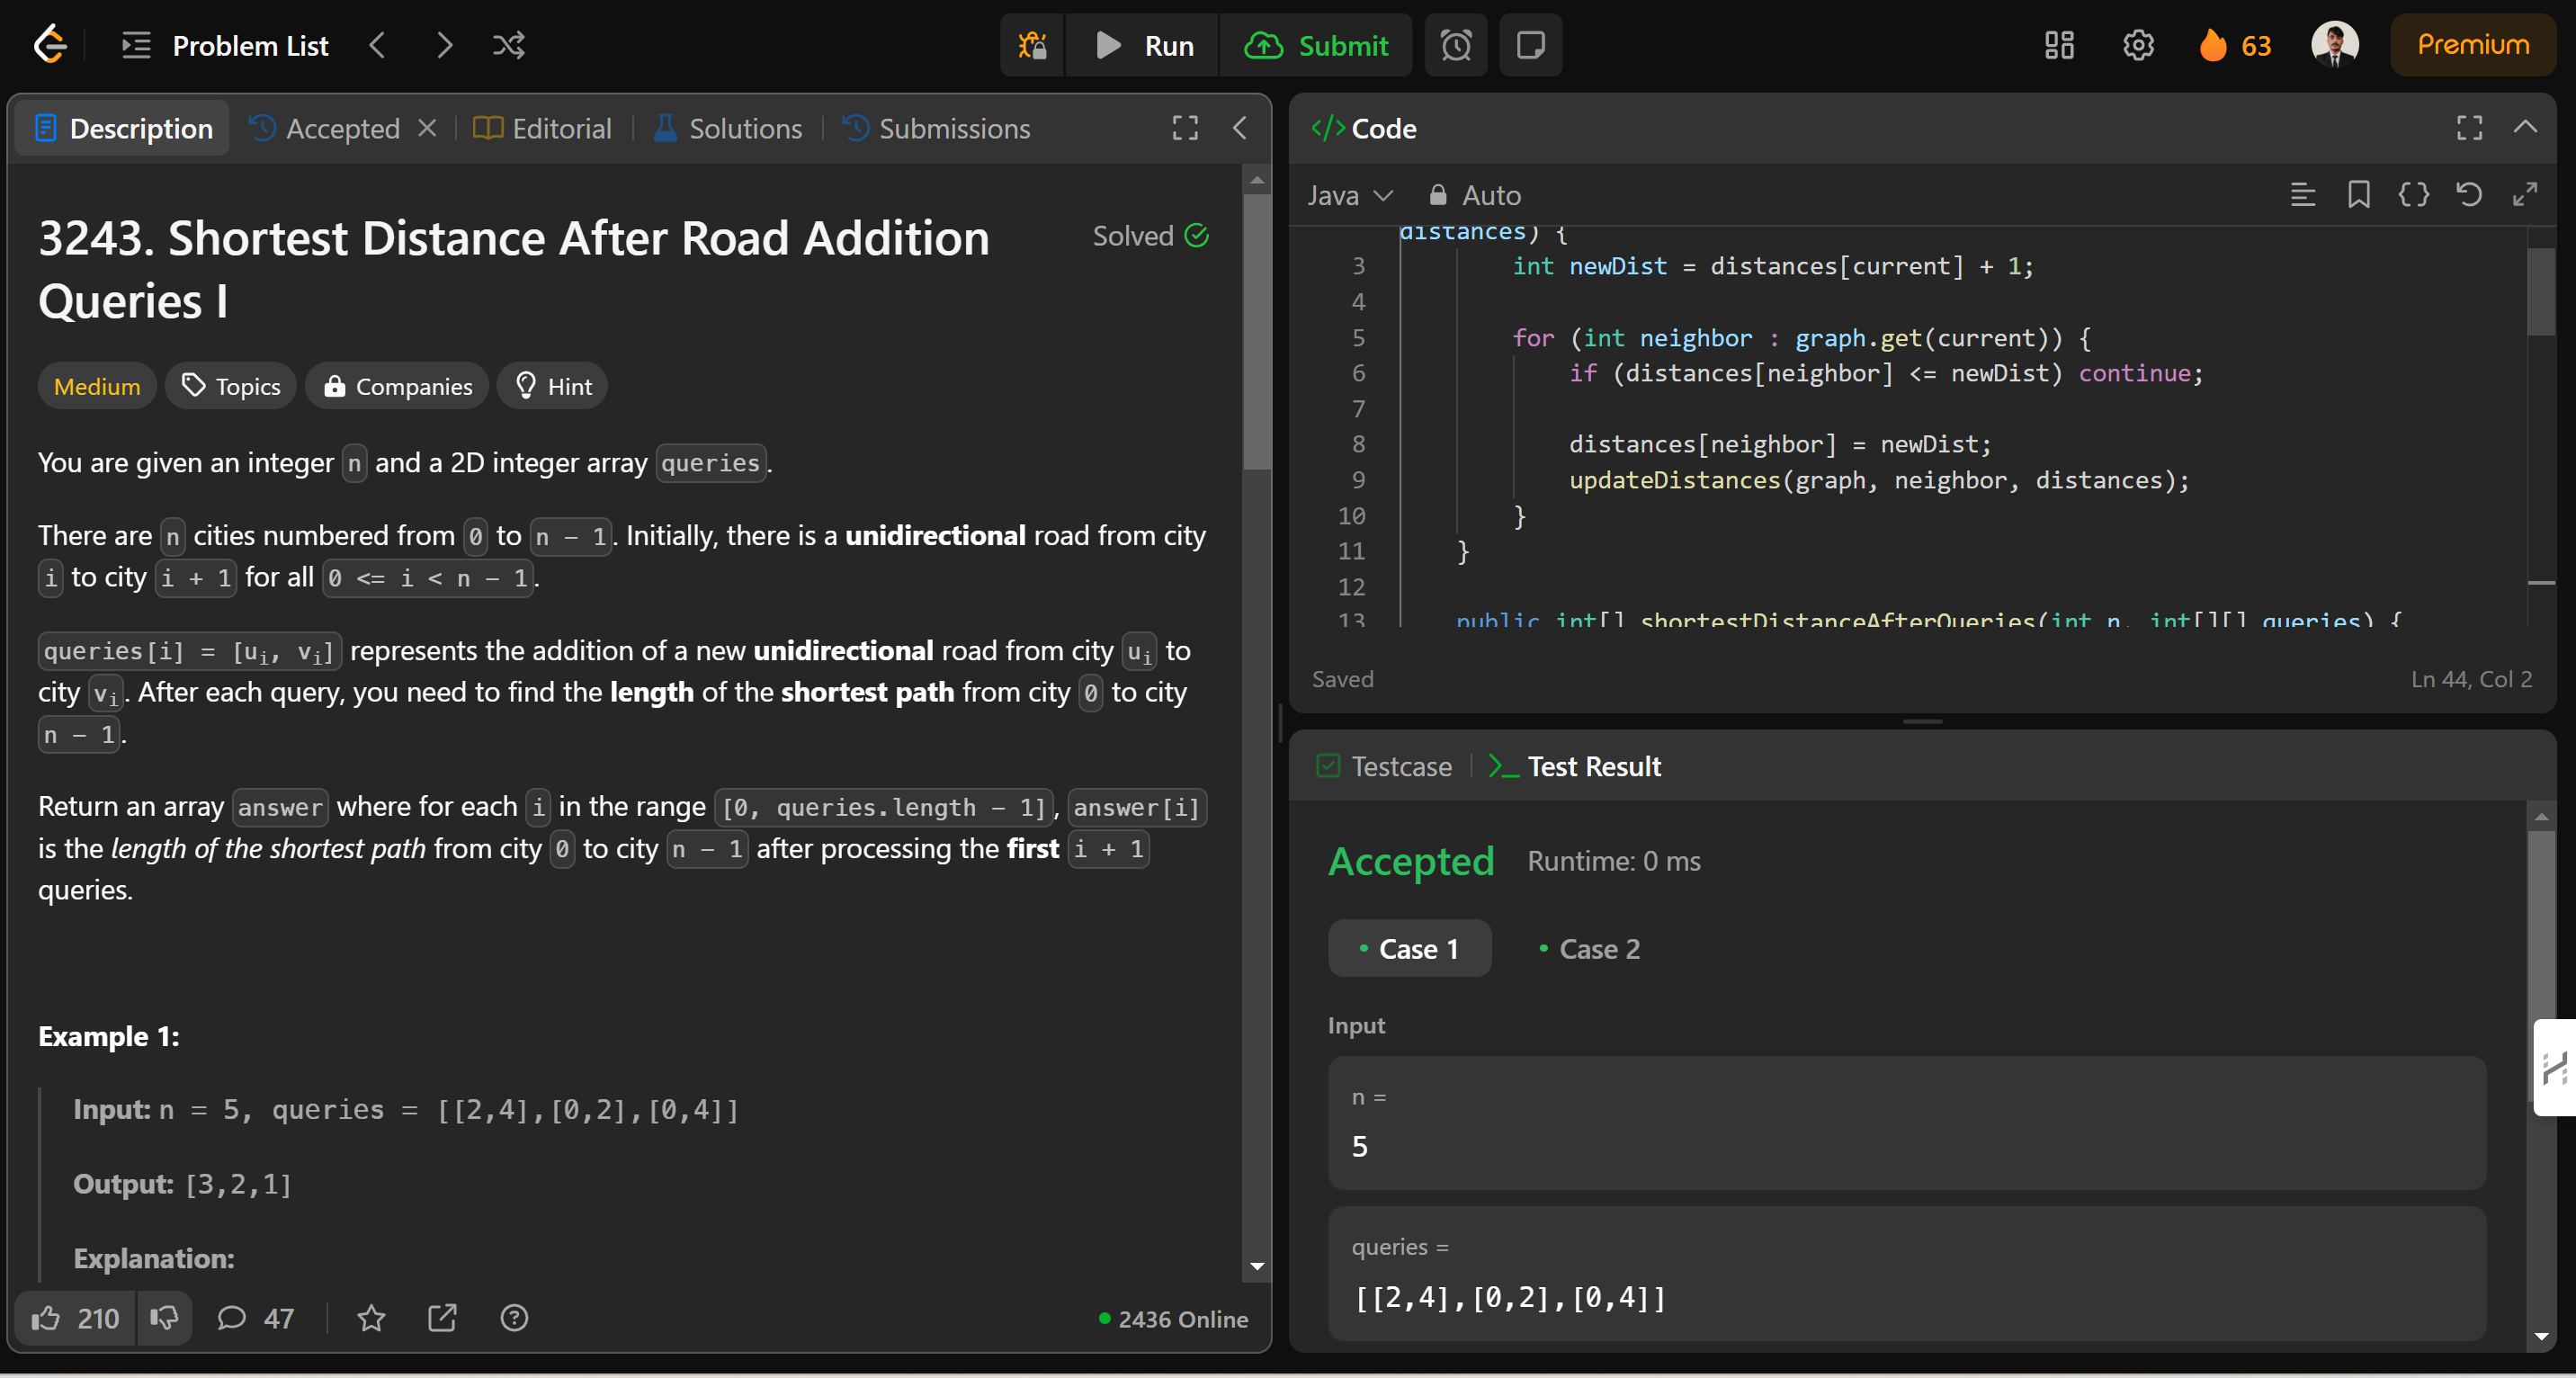 Problem List
Run
Submit
63
Premium
Description
Accepted
Editorial
Solutions
Submissions
3243. Shortest Distance After Road Addition
Queries I
Solved
Medium
Topics
Companies
Hint
You are given an integer n and a 2D integer array queries.
There are n cities numbered from 0 to n - 1. Initially, there is a unidirectional road from city
i to city i + 1 for all 0 <= i < n - 1.
queries[i] = [ui, vi] represents the addition of a new unidirectional road from city ui to
city vi. After each query, you need to find the length of the shortest path from city 0 to city
n - 1.
Return an array answer where for each i in the range [0, queries.length - 1], answer[i]
is the length of the shortest path from city 0 to city n - 1 after processing the first i + 1
queries.
Example 1:
Input: n = 5, queries = [[2,4],[0,2],[0,4]]
Output: [3,2,1]
Explanation:
210
47
2436 Online
</> Code
Java
Auto
distances) {
3 int newDist = distances[current] + 1;
4
5 for (int neighbor : graph.get(current)) {
6 if (distances[neighbor] <= newDist) continue;
7
8 distances[neighbor] = newDist;
9 updateDistances(graph, neighbor, distances);
10 }
11 }
12
13 public int[] shortestDistanceAfterQueries(int n, int[][] queries) {
Saved
Ln 44, Col 2
Testcase
Test Result
Accepted
Runtime: 0 ms
Case 1
Case 2
Input
n =
5
queries =
[[2,4],[0,2],[0,4]]